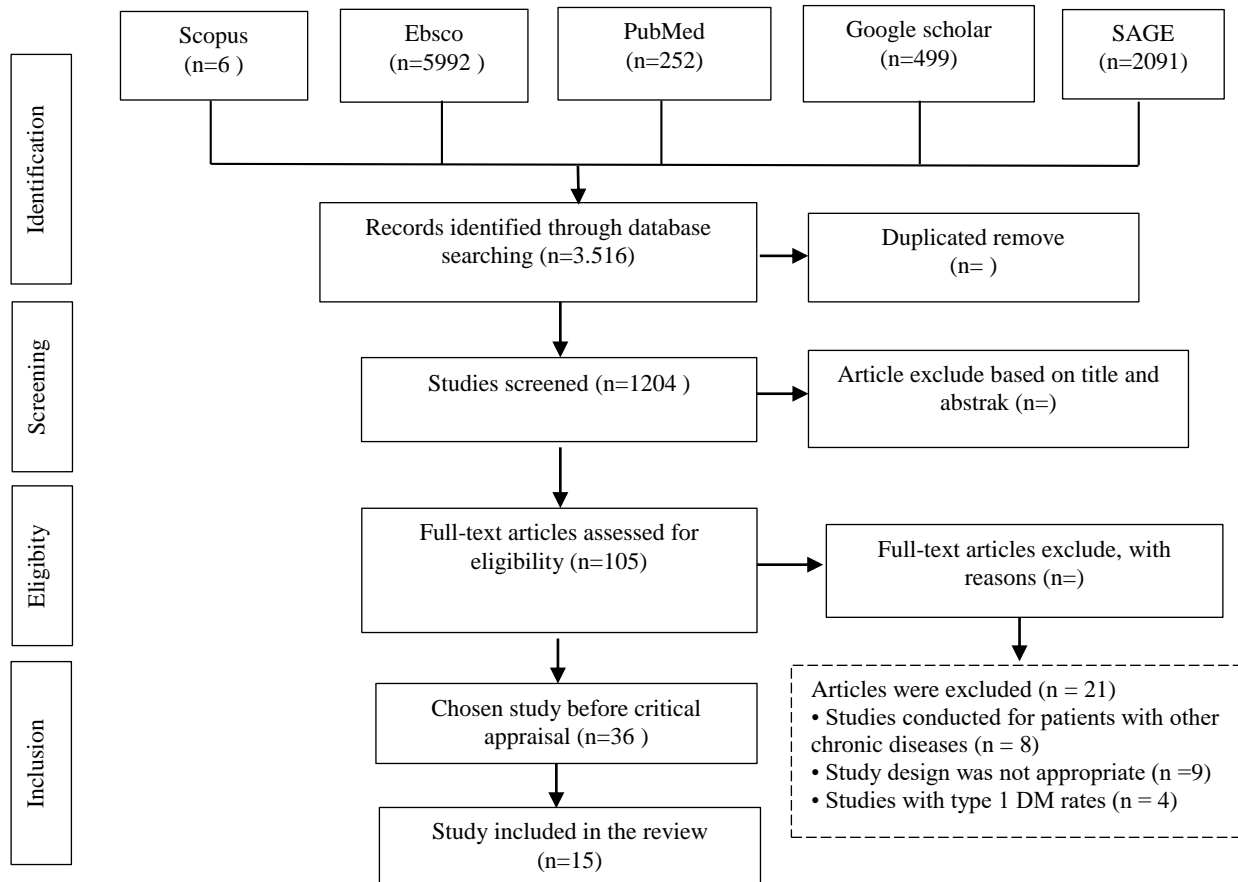 Scopus
(n=6 )
Ebsco
(n=5992 )
PubMed
(n=252)
Google scholar
(n=499)
SAGE
(n=2091)
Identification
Records identified through database
searching (n=3.516)
Duplicated remove
(n= )
Screening
Studies screened (n=1204 )
Article exclude based on title and
abstrak (n=)
Eligibity
Full-text articles assessed for
eligibility (n=105)
Full-text articles exclude, with
reasons (n=)
Inclusion
Chosen study before critical
appraisal (n=36 )
Articles were excluded (n = 21)
• Studies conducted for patients with other
chronic diseases (n = 8)
• Study design was not appropriate (n =9)
• Studies with type 1 DM rates (n = 4)
Study included in the review
(n=15)